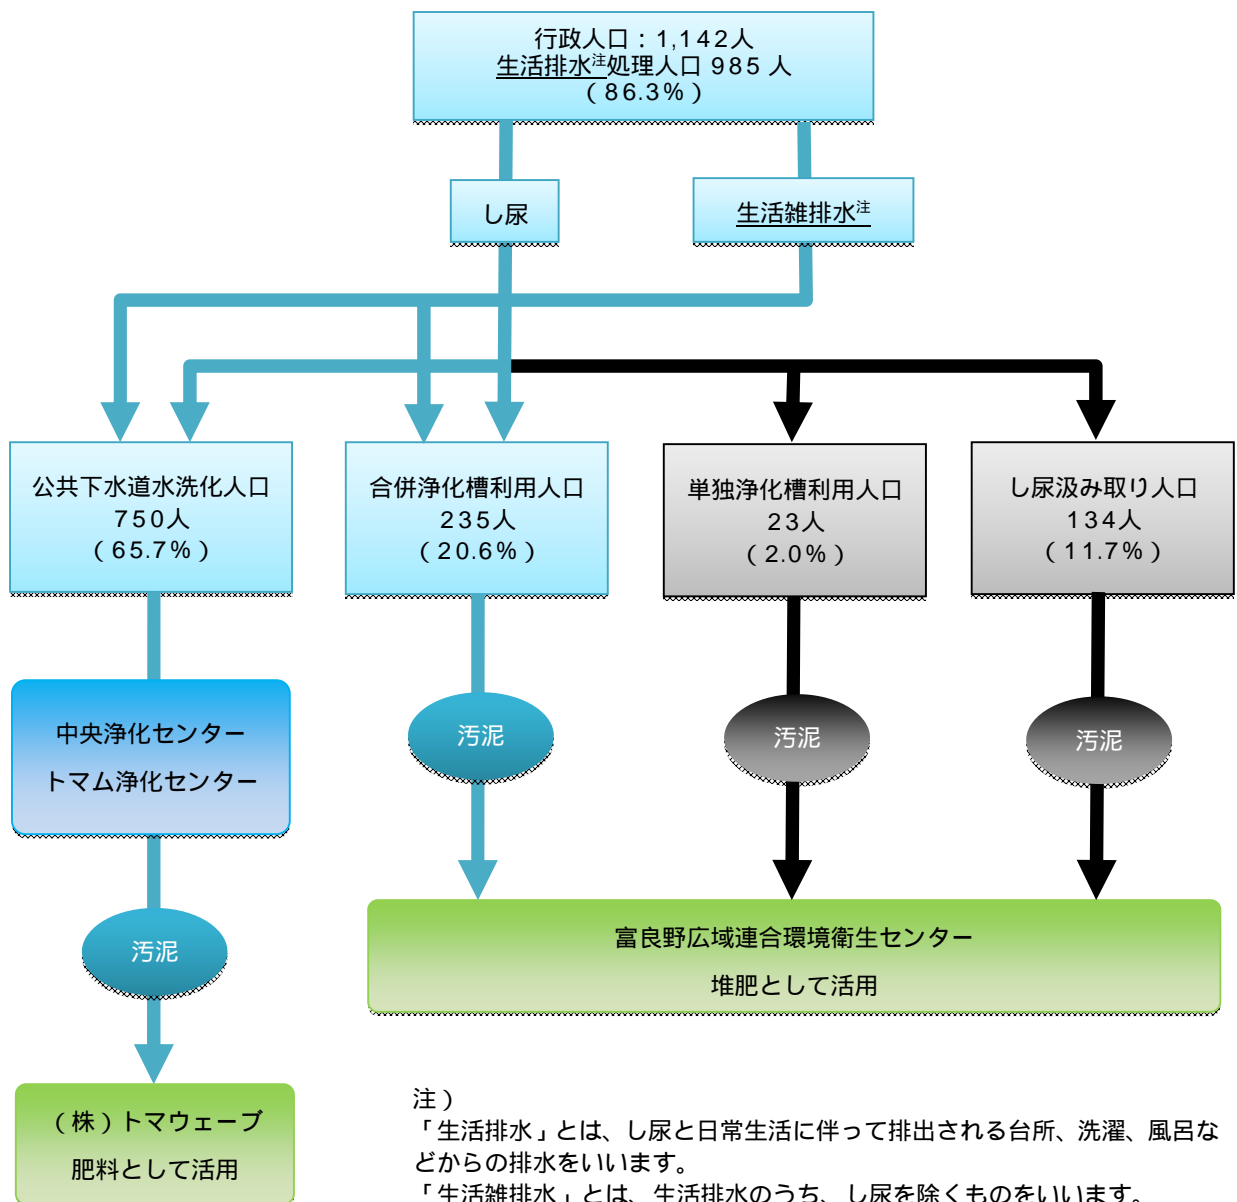 行政人口：1,142人
生活排水注処理人口 985 人
（86.3％）
し尿
生活雑排水注
公共下水道水洗化人口
750人
（65.7％）
合併浄化槽利用人口
235人
（20.6％）
単独浄化槽利用人口
23人
（2.0％）
し尿汲み取り人口
134人
（11.7％）
中央浄化センター
トマム浄化センター
汚泥
汚泥
汚泥
汚泥
富良野広域連合環境衛生センター
堆肥として活用
（株）トマウェーブ
肥料として活用
注）
「生活排水」とは、し尿と日常生活に伴って排出される台所、洗濯、風呂な
どからの排水をいいます。
「生活雑排水」とは、生活排水のうち、し尿を除くものをいいます。